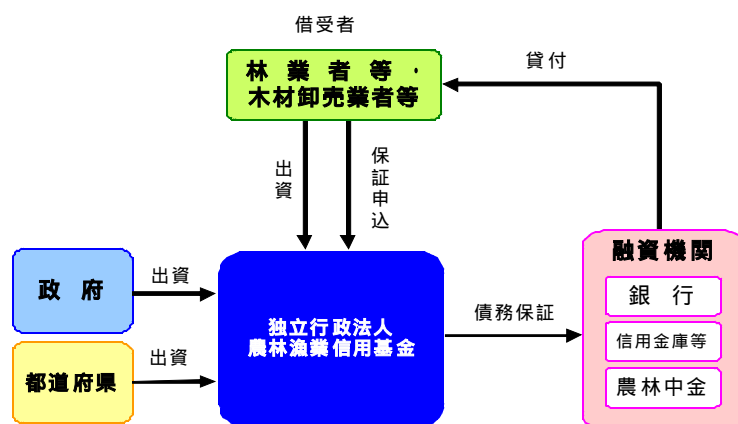 借受者
林業者等・
木材卸売業者等
貸付
出資
保証申込
融資機関
銀行
信用金庫等
農林中金
政府
出資
独立行政法人
農林漁業信用基金
債務保証
都道府県
出資